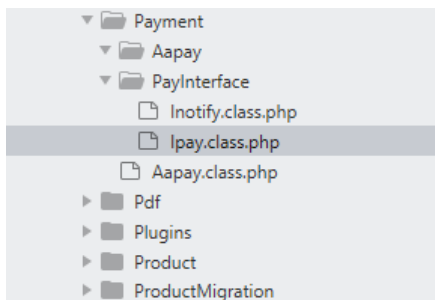 Payment
Aapay
PayInterface
Inotify.class.php
Ipay.class.php
Aapay.class.php
Pdf
Plugins
Product
ProductMigration